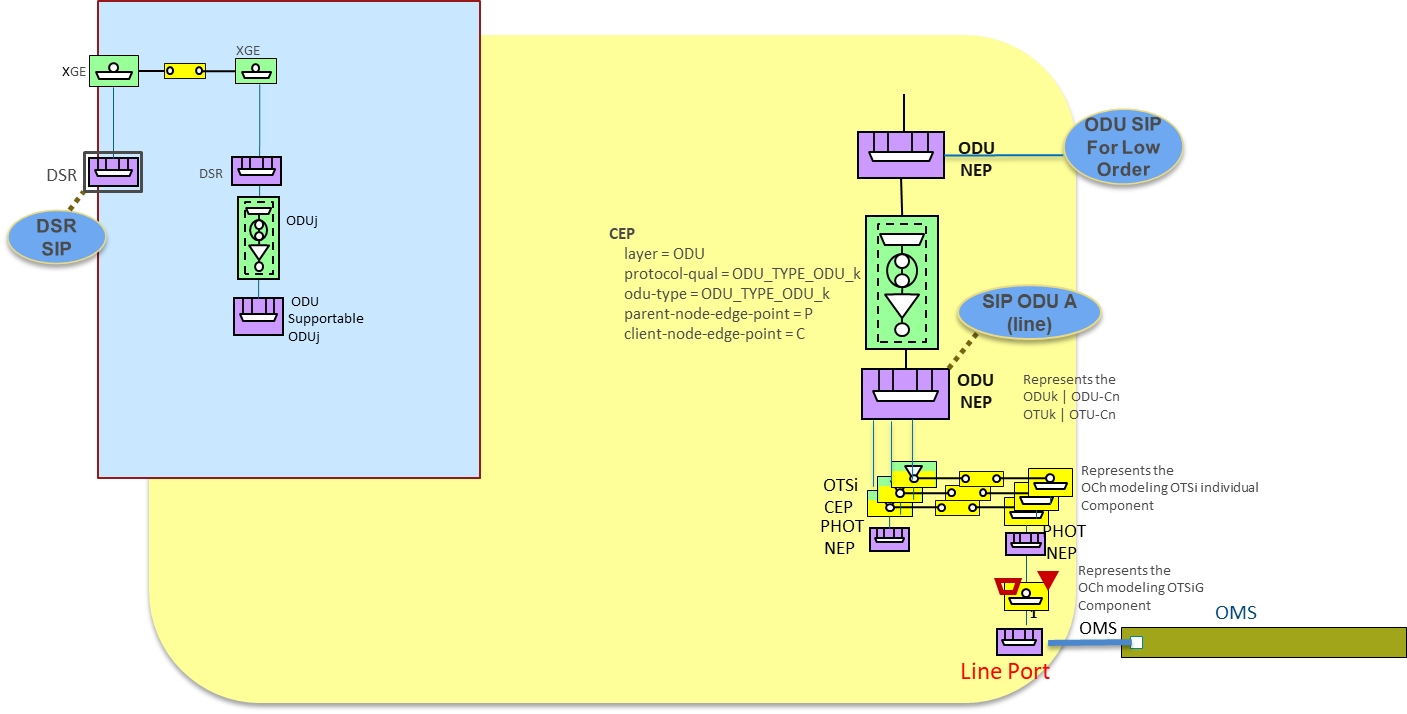 XGE
XGE
DSR
DSR
DSR
SIP
ODUj
ODU
Supportable
ODUj
ODU
NEP
ODU SIP
For Low
Order
CEP
layer = ODU
protocol-qual = ODU_TYPE_ODU_k
odu-type = ODU_TYPE_ODU_k
parent-node-edge-point = P
client-node-edge-point = C
SIP ODU A
(line)
ODU
NEP
Represents the
ODUk | ODU-Cn
OTUk | OTU-Cn
OTSi
CEP
PHOT
NEP
Represents the
OCh modeling OTSi individual
Component
PHOT
NEP
Represents the
OCh modeling OTSiG
Component
1
OMS
OMS
Line Port